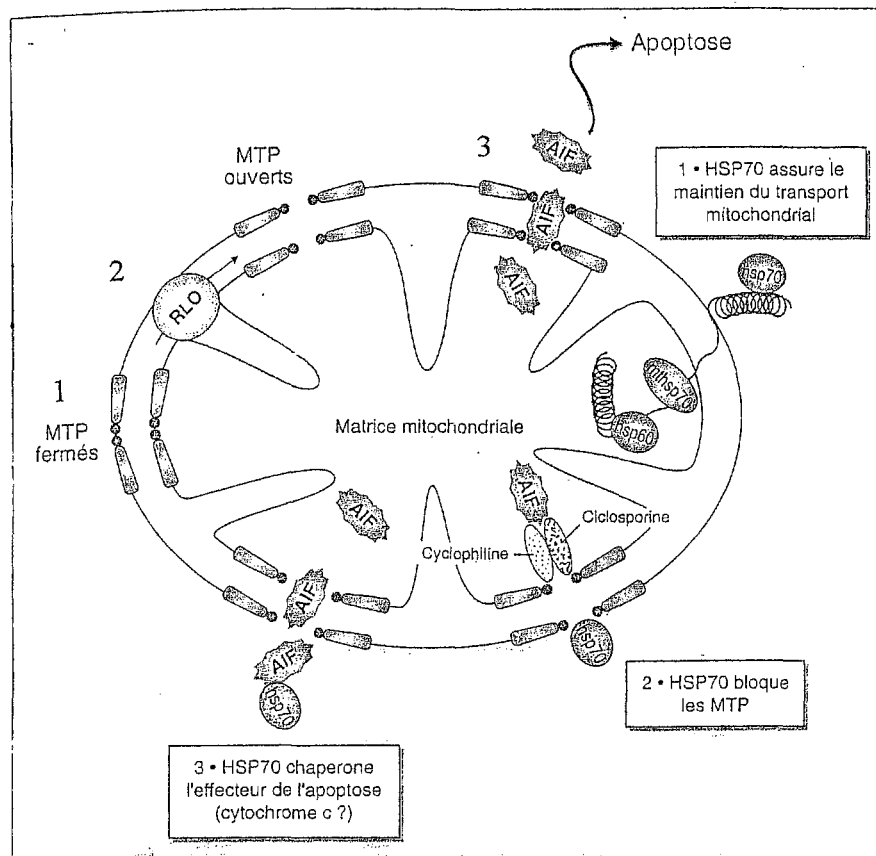 Apoptose
AIF
3
MTP
ouverts
1 • HSP70 assure le
maintien du transport
mitochondrial
AIF
2
RLO
AIF
hsp70
1
MTP
fermés
mthsp70
hsp60
Matrice mitochondriale
AIF
AIF
Ciclosporine
Cyclophiline
AIF
AIF
hsp70
hsp70
2 • HSP70 bloque
les MTP
3 • HSP70 chaperone
l'effecteur de l'apoptose
(cytochrome c ?)